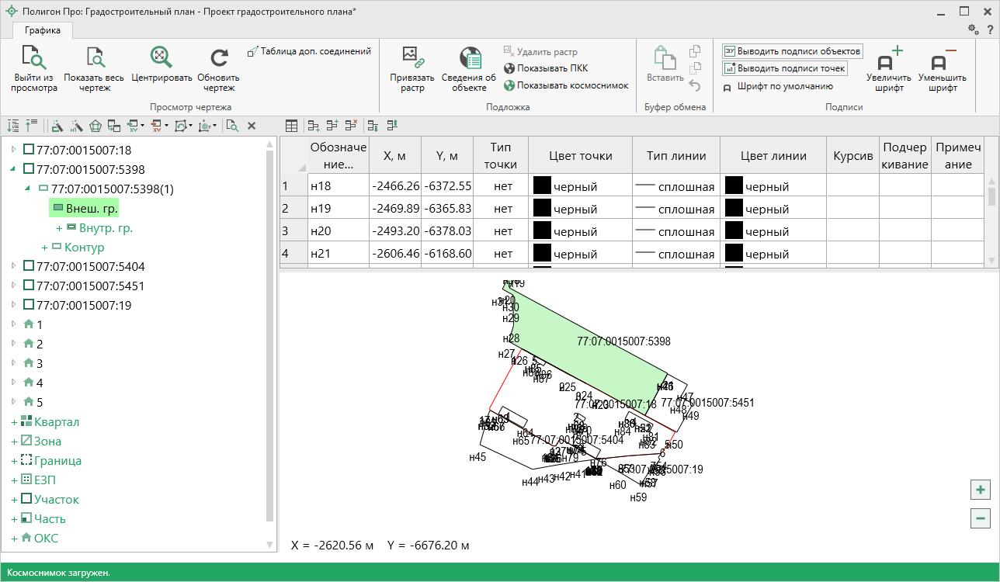 Полигон Про: Градостроительный план - Проект градостроительного плана*
Графика
?
Выйти из просмотра
Показать весь чертеж
Центрировать
Обновить чертеж
Таблица доп. соединений
Просмотр чертежа
Привязать растр
Сведения об объекте
Удалить растр
Показывать ПКК
Показывать космоснимок
Подложка
Вставить
Буфер обмена
Выводить подписи объектов
Выводить подписи точек
Шрифт по умолчанию
Увеличить шрифт
Уменьшить шрифт
Подписи
77:07:0015007:18
77:07:0015007:5398
77:07:0015007:5398(1)
Внеш. гр.
+ Внутр. гр.
+ Контур
77:07:0015007:5404
77:07:0015007:5451
77:07:0015007:19
1
2
3
4
5
+ Квартал
+ Зона
+ Граница
+ ЕЗП
+ Участок
+ Часть
+ ОКС
Обозначение... X, м Y, м Тип точки Цвет точки Тип линии Цвет линии Курсив Подчеркивание Примечание
1 н18 -2466.26 -6372.55 нет черный сплошная черный
2 н19 -2469.89 -6365.83 нет черный сплошная черный
3 н20 -2493.20 -6378.03 нет черный сплошная черный
4 н21 -2606.46 -6168.60 нет черный сплошная черный
н19
н20
н30
н29
н28
77:07:0015007:5398
н27
н87
н47
77:07:0015007:18
77:07:0015007:5451
н48
н49
н64
н84
н65
77:07:0015007:5404
н50
н45
н79
н76
6
77:07:0015007:19
н44
н43
н42
н41
н60
н59
X = -2620.56 м Y = -6676.20 м
Космоснимок загружен.